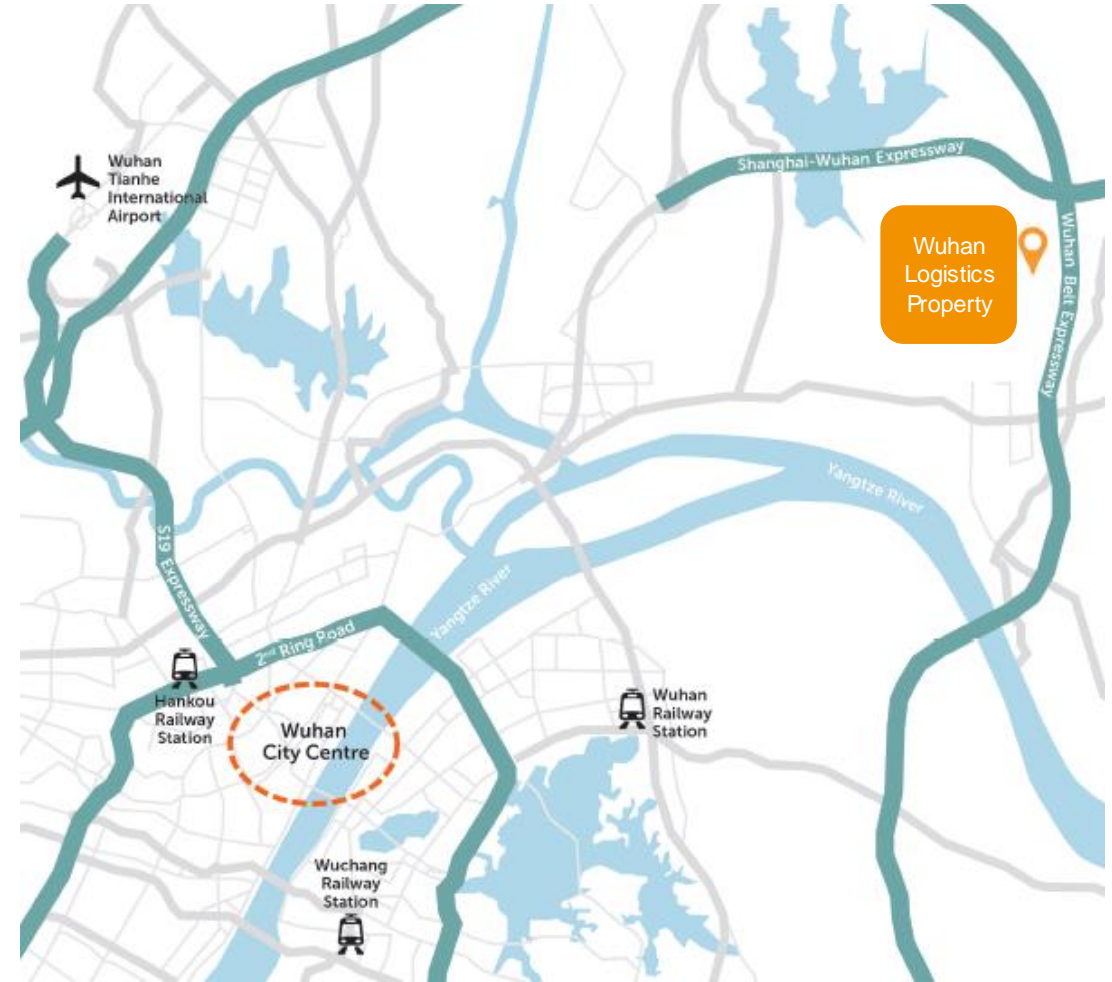 Shanghai-Wuhan Expressway
Wuhan
Tianhe
International
Airport
Wuhan
Logistics
Property
Wuhan Belt Expressway
Yangtze River
S19 Expressway
Yangtze River
2nd Ring Road
Hankou
Railway
Station
Wuhan
City Centre
Wuhan
Railway
Station
Wuchang
Railway
Station